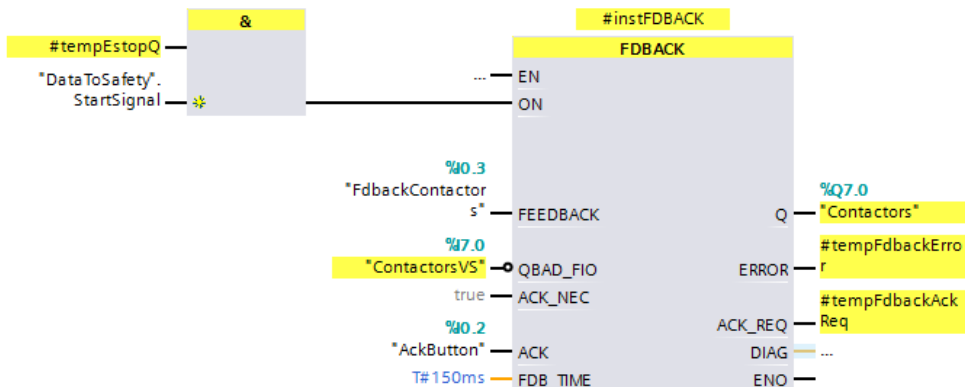 #instFDBACK
&
FDBACK
#tempEstopQ
"DataToSafety".
StartSignal
... EN
ON
%I0.3
"FdbackContactor
s"
FEEDBACK
%Q7.0
Q
"Contactors"
%I7.0
"ContactorsVS"
QBAD_FIO
ERROR
#tempFdbackErro
r
true
ACK_NEC
ACK_REQ
#tempFdbackAck
Req
%I0.2
"AckButton"
ACK
DIAG
...
T#150ms
FDB_TIME
ENO